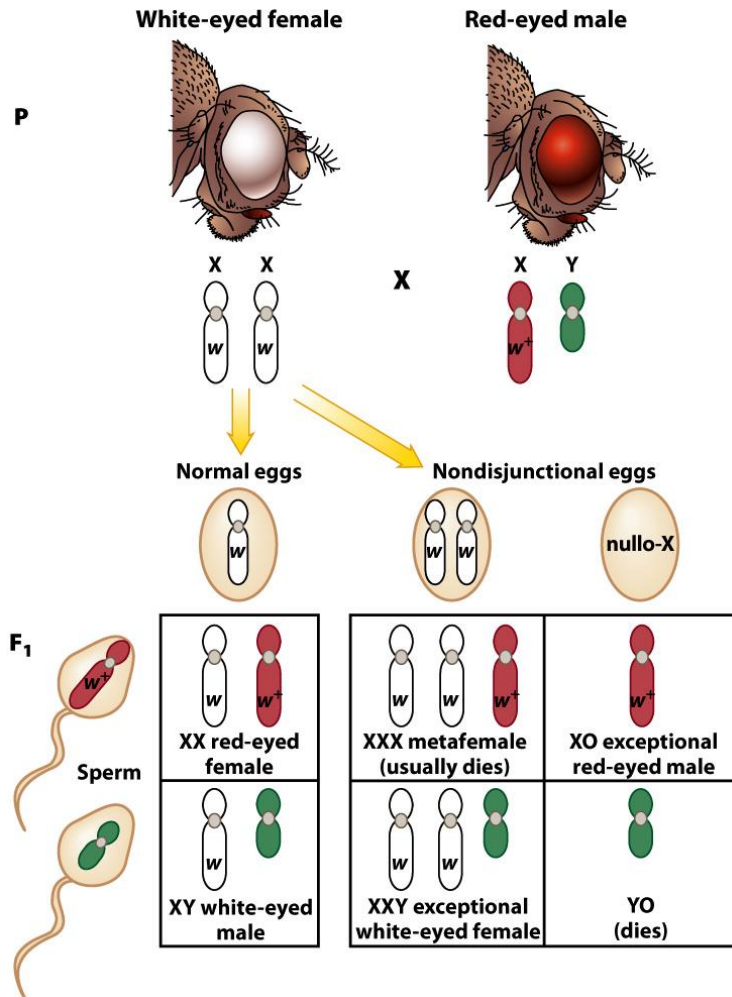 White-eyed female
Red-eyed male
P
X X
X
X Y
w w
w⁺
Normal eggs
Nondisjunctional eggs
w
w w
nullo-X
F₁
w⁺
Sperm
w w⁺
XX red-eyed
female
w w w⁺
XXX metafemale
(usually dies)
w⁺
XO exceptional
red-eyed male
w
XY white-eyed
male
w w
XXY exceptional
white-eyed female
YO
(dies)